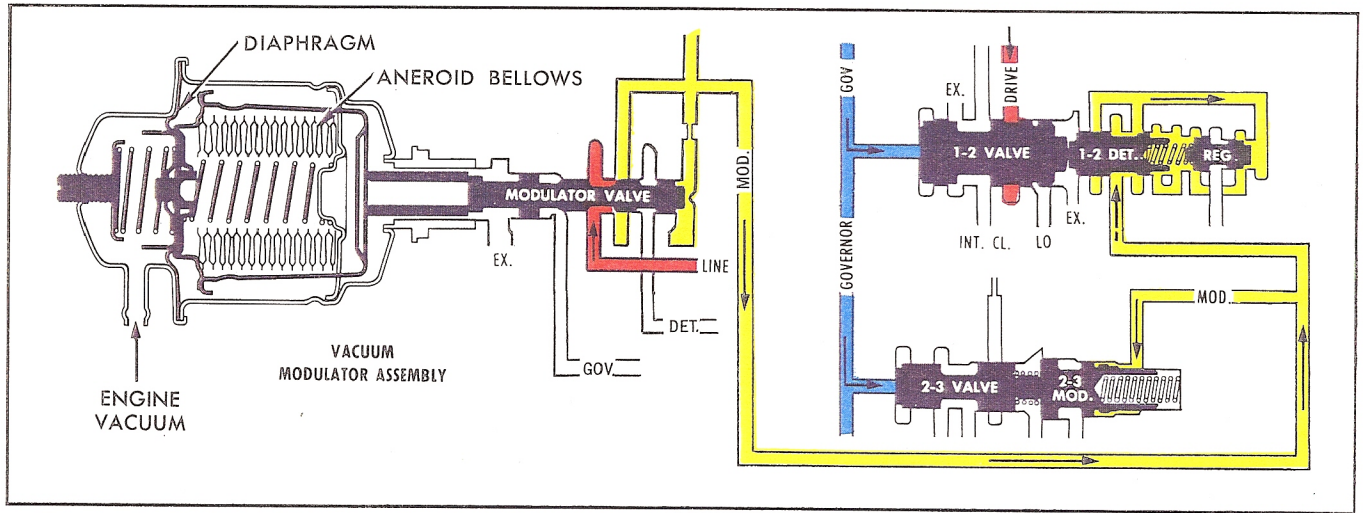 DIAPHRAGM
ANEROID BELLOWS
MODULATOR VALVE
EX.
LINE
DET.
GOV
VACUUM
MODULATOR ASSEMBLY
ENGINE
VACUUM
MOD.
GOV
EX.
DRIVE
1-2 VALVE
1-2 DET.
REG.
INT. CL.
LO
EX.
GOVERNOR
MOD.
2-3 VALVE
2-3
MOD.